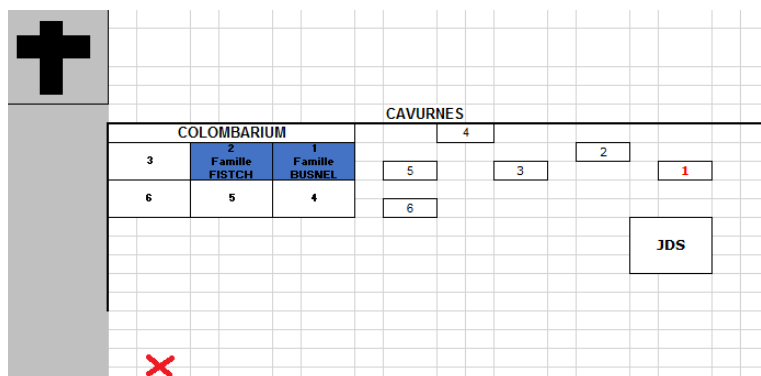 CAVURNES
COLOMBARIUM
4
3
2
Famille
FISTCH
1
Famille
BUSNEL
2
5
3
1
6
5
4
6
JDS